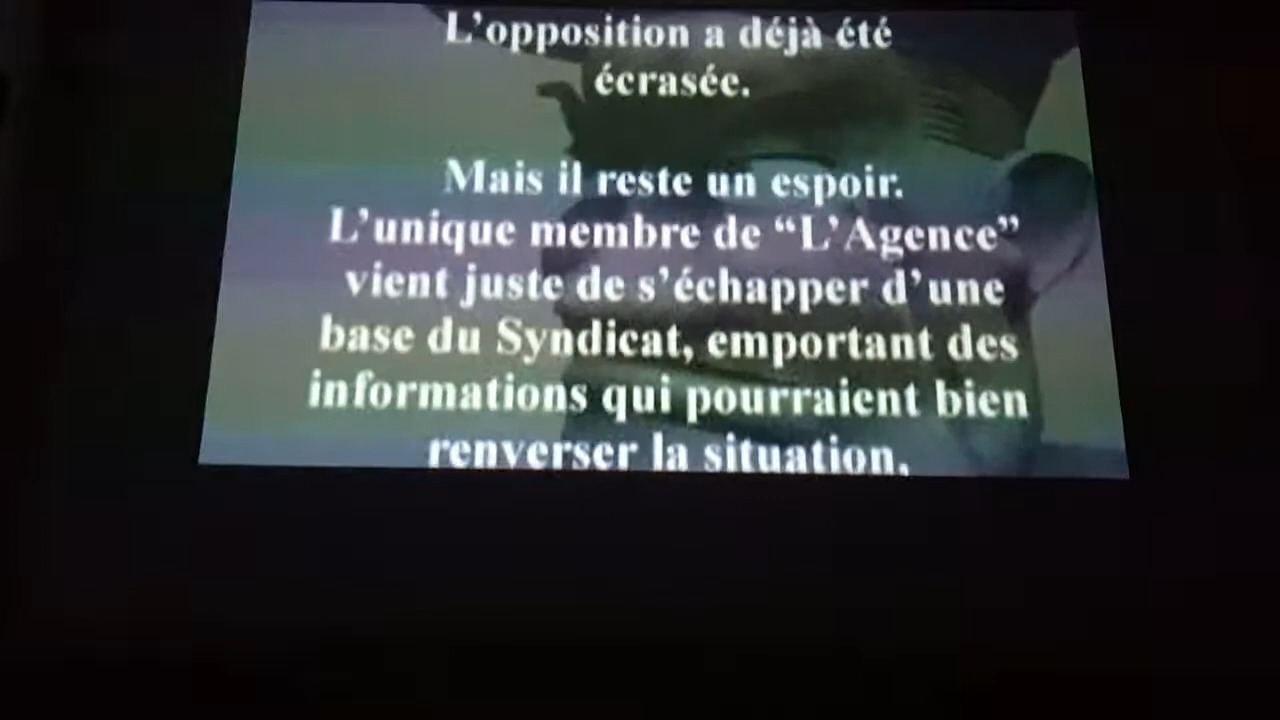 L’opposition a déjà été
écrasée.
Mais il reste un espoir.
L’unique membre de “L’Agence”
vient juste de s’échapper d’une
base du Syndicat, emportant des
informations qui pourraient bien
renverser la situation.